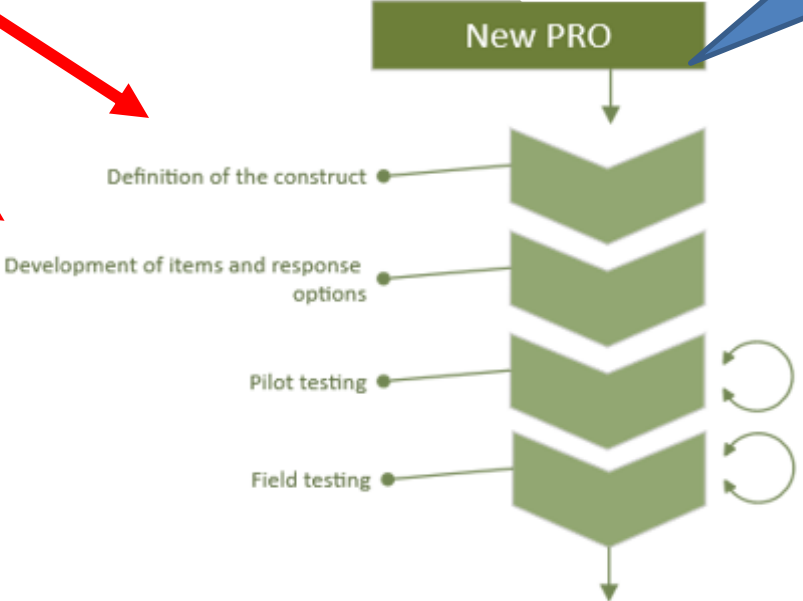 New PRO
Definition of the construct
Development of items and response
options
Pilot testing
Field testing